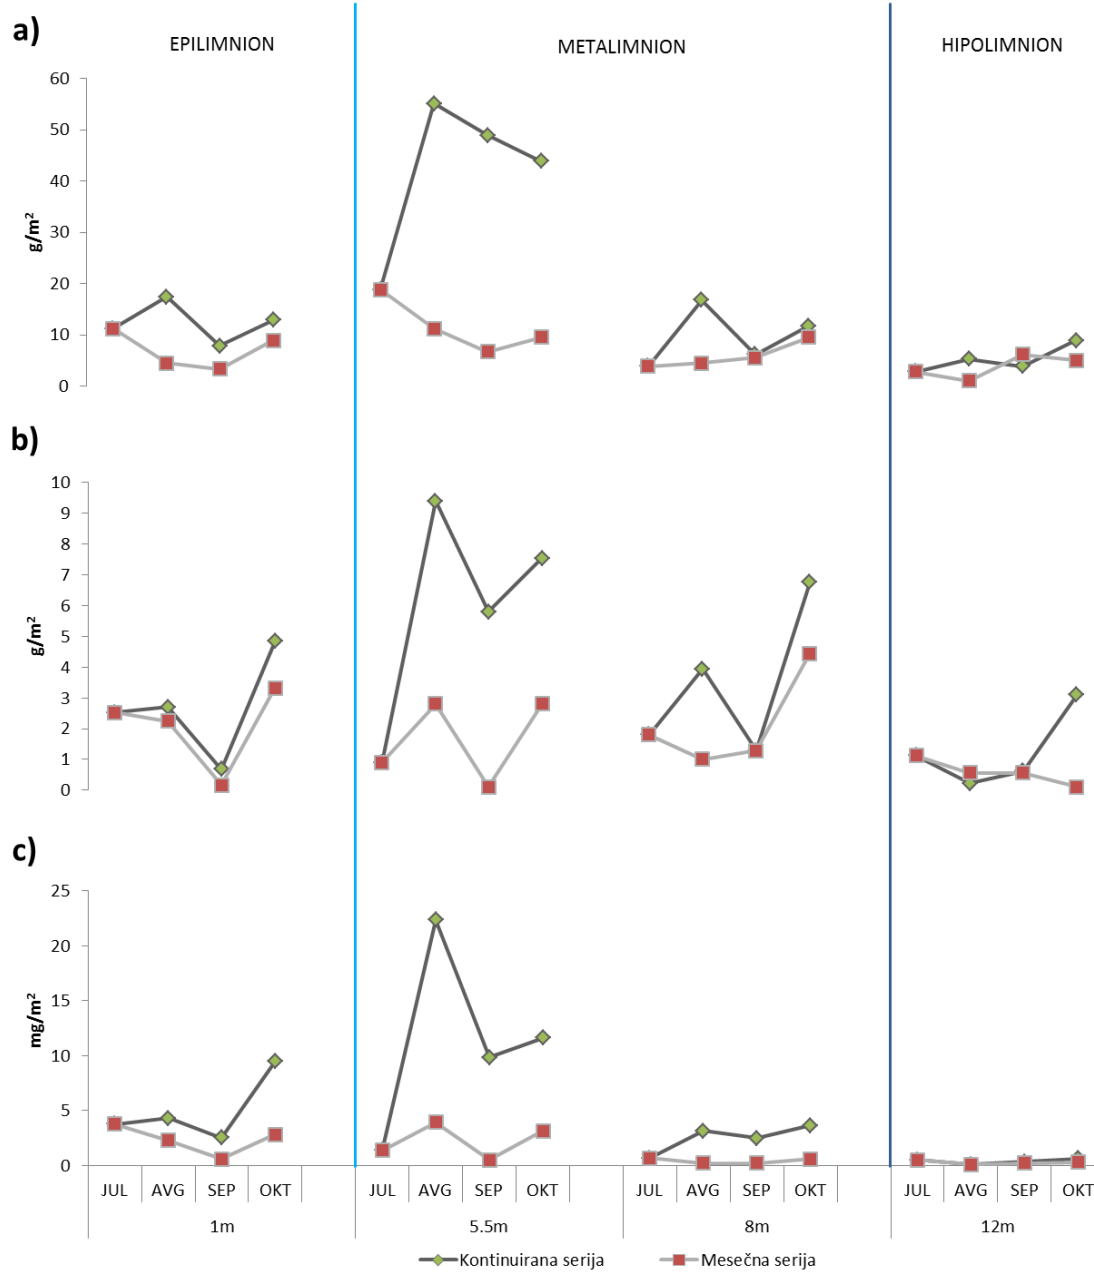 a)
EPILIMNION METALIMNION HIPOLIMNION
60
50
40
30
20
10
0
g/m²
b)
10
9
8
7
6
5
4
3
2
1
0
g/m²
c)
25
20
15
10
5
0
mg/m²
JUL AVG SEP OKT JUL AVG SEP OKT JUL AVG SEP OKT JUL AVG SEP OKT
1m 5.5m 8m 12m
Kontinuirana serija Mesečna serija